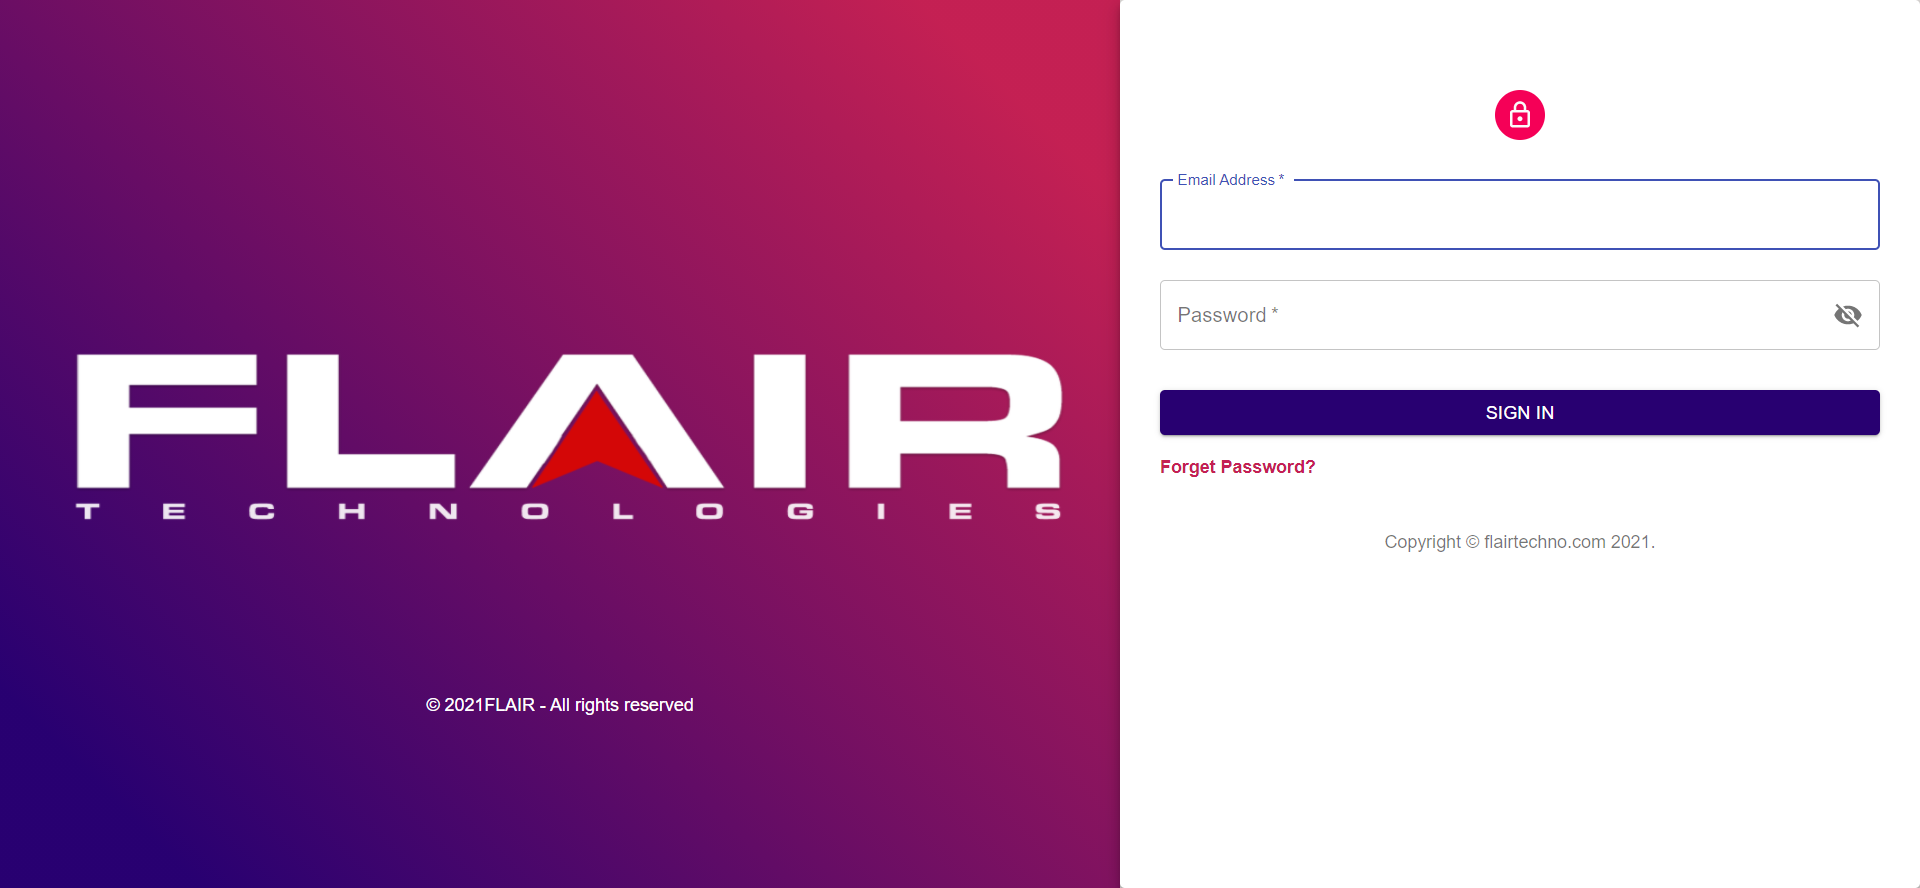 FLAIR
TECHNOLOGIES
© 2021FLAIR - All rights reserved
Email Address *
Password *
SIGN IN
Forget Password?
Copyright © flairtechno.com 2021.